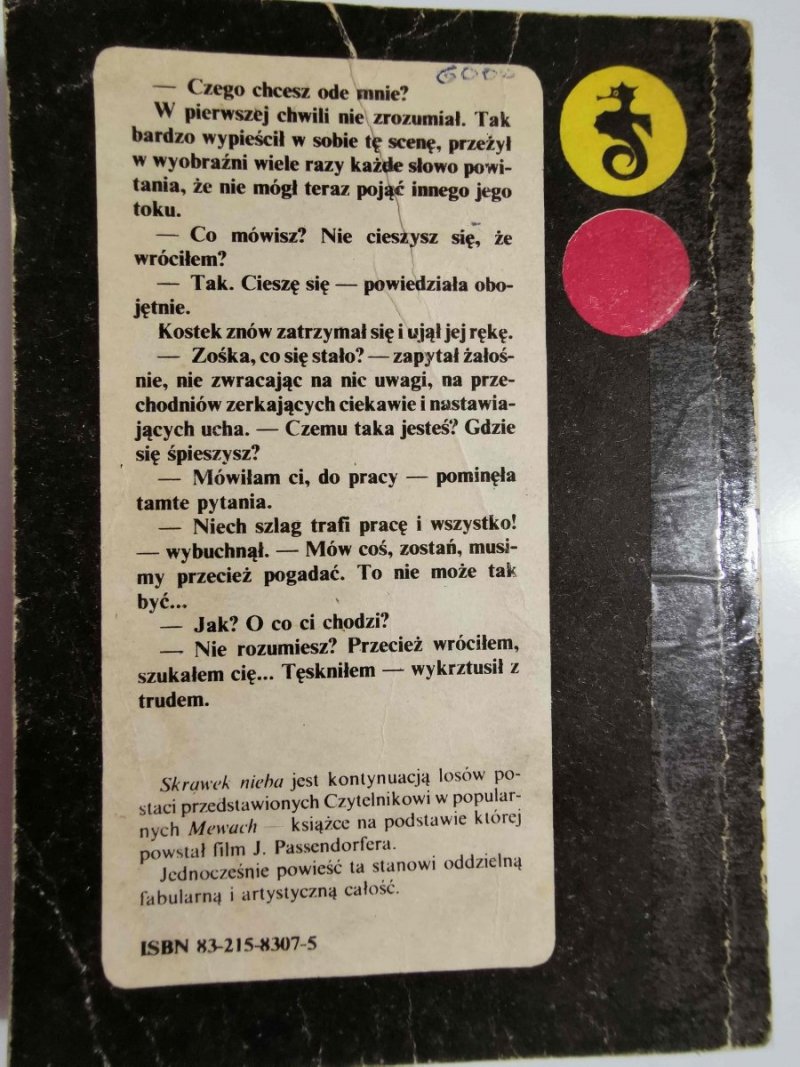 6000
— Czego chcesz ode mnie?
W pierwszej chwili nie zrozumiał. Tak
bardzo wypieścił w sobie tę scenę, przeżył
w wyobraźni wiele razy każde słowo powi-
tania, że nie mógł teraz pojąć innego jego
toku.
— Co mówisz? Nie cieszysz się, że
wróciłem?
— Tak. Cieszę się — powiedziała obo-
jętnie.
Kostek znów zatrzymał się i ujął jej rękę.
— Zośka, co się stało? — zapytał żałoś-
nie, nie zwracając na nic uwagi, na prze-
chodniów zerkających ciekawie i nastawia-
jących ucha. — Czemu taka jesteś? Gdzie
się śpieszysz?
— Mówiłam ci, do pracy — pominęła
tamte pytania.
— Niech szlag trafi pracę i wszystko!
— wybuchnął. — Mów coś, zostań, musi-
my przecież pogadać. To nie może tak
być...
— Jak? O co ci chodzi?
— Nie rozumiesz? Przecież wróciłem,
szukałem cię... Tęskniłem — wykrztusił z
trudem.
Skrawek nieba jest kontynuacją losów po-
staci przedstawionych Czytelnikowi w popular-
nych Mewach — książce na podstawie której
powstał film J. Passendorfera.
Jednocześnie powieść ta stanowi oddzielną
fabularną i artystyczną całość.
ISBN 83-215-8307-5